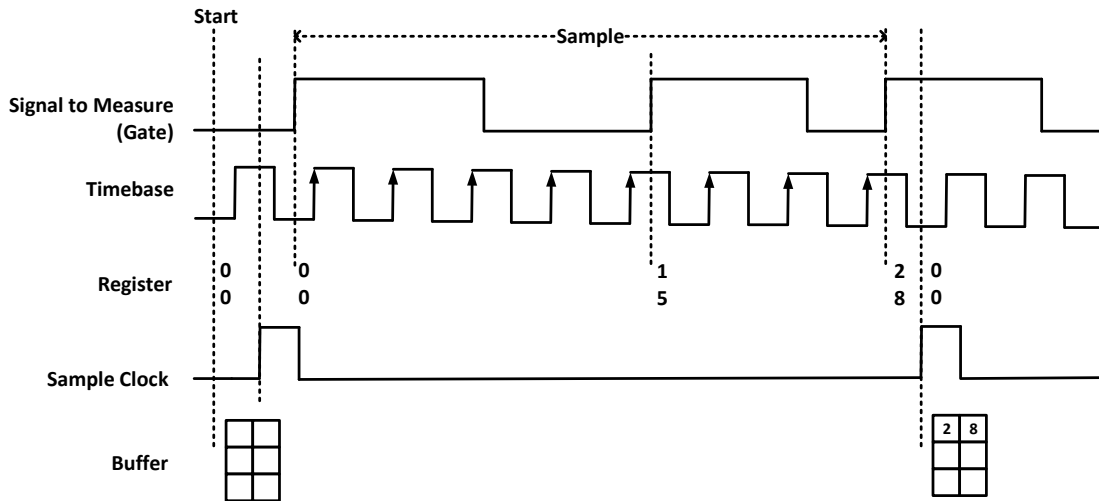 Start
Sample
Signal to Measure
(Gate)
Timebase
Register
0 0 1 2 0
0 0 5 8 0
Sample Clock
Buffer
2 8